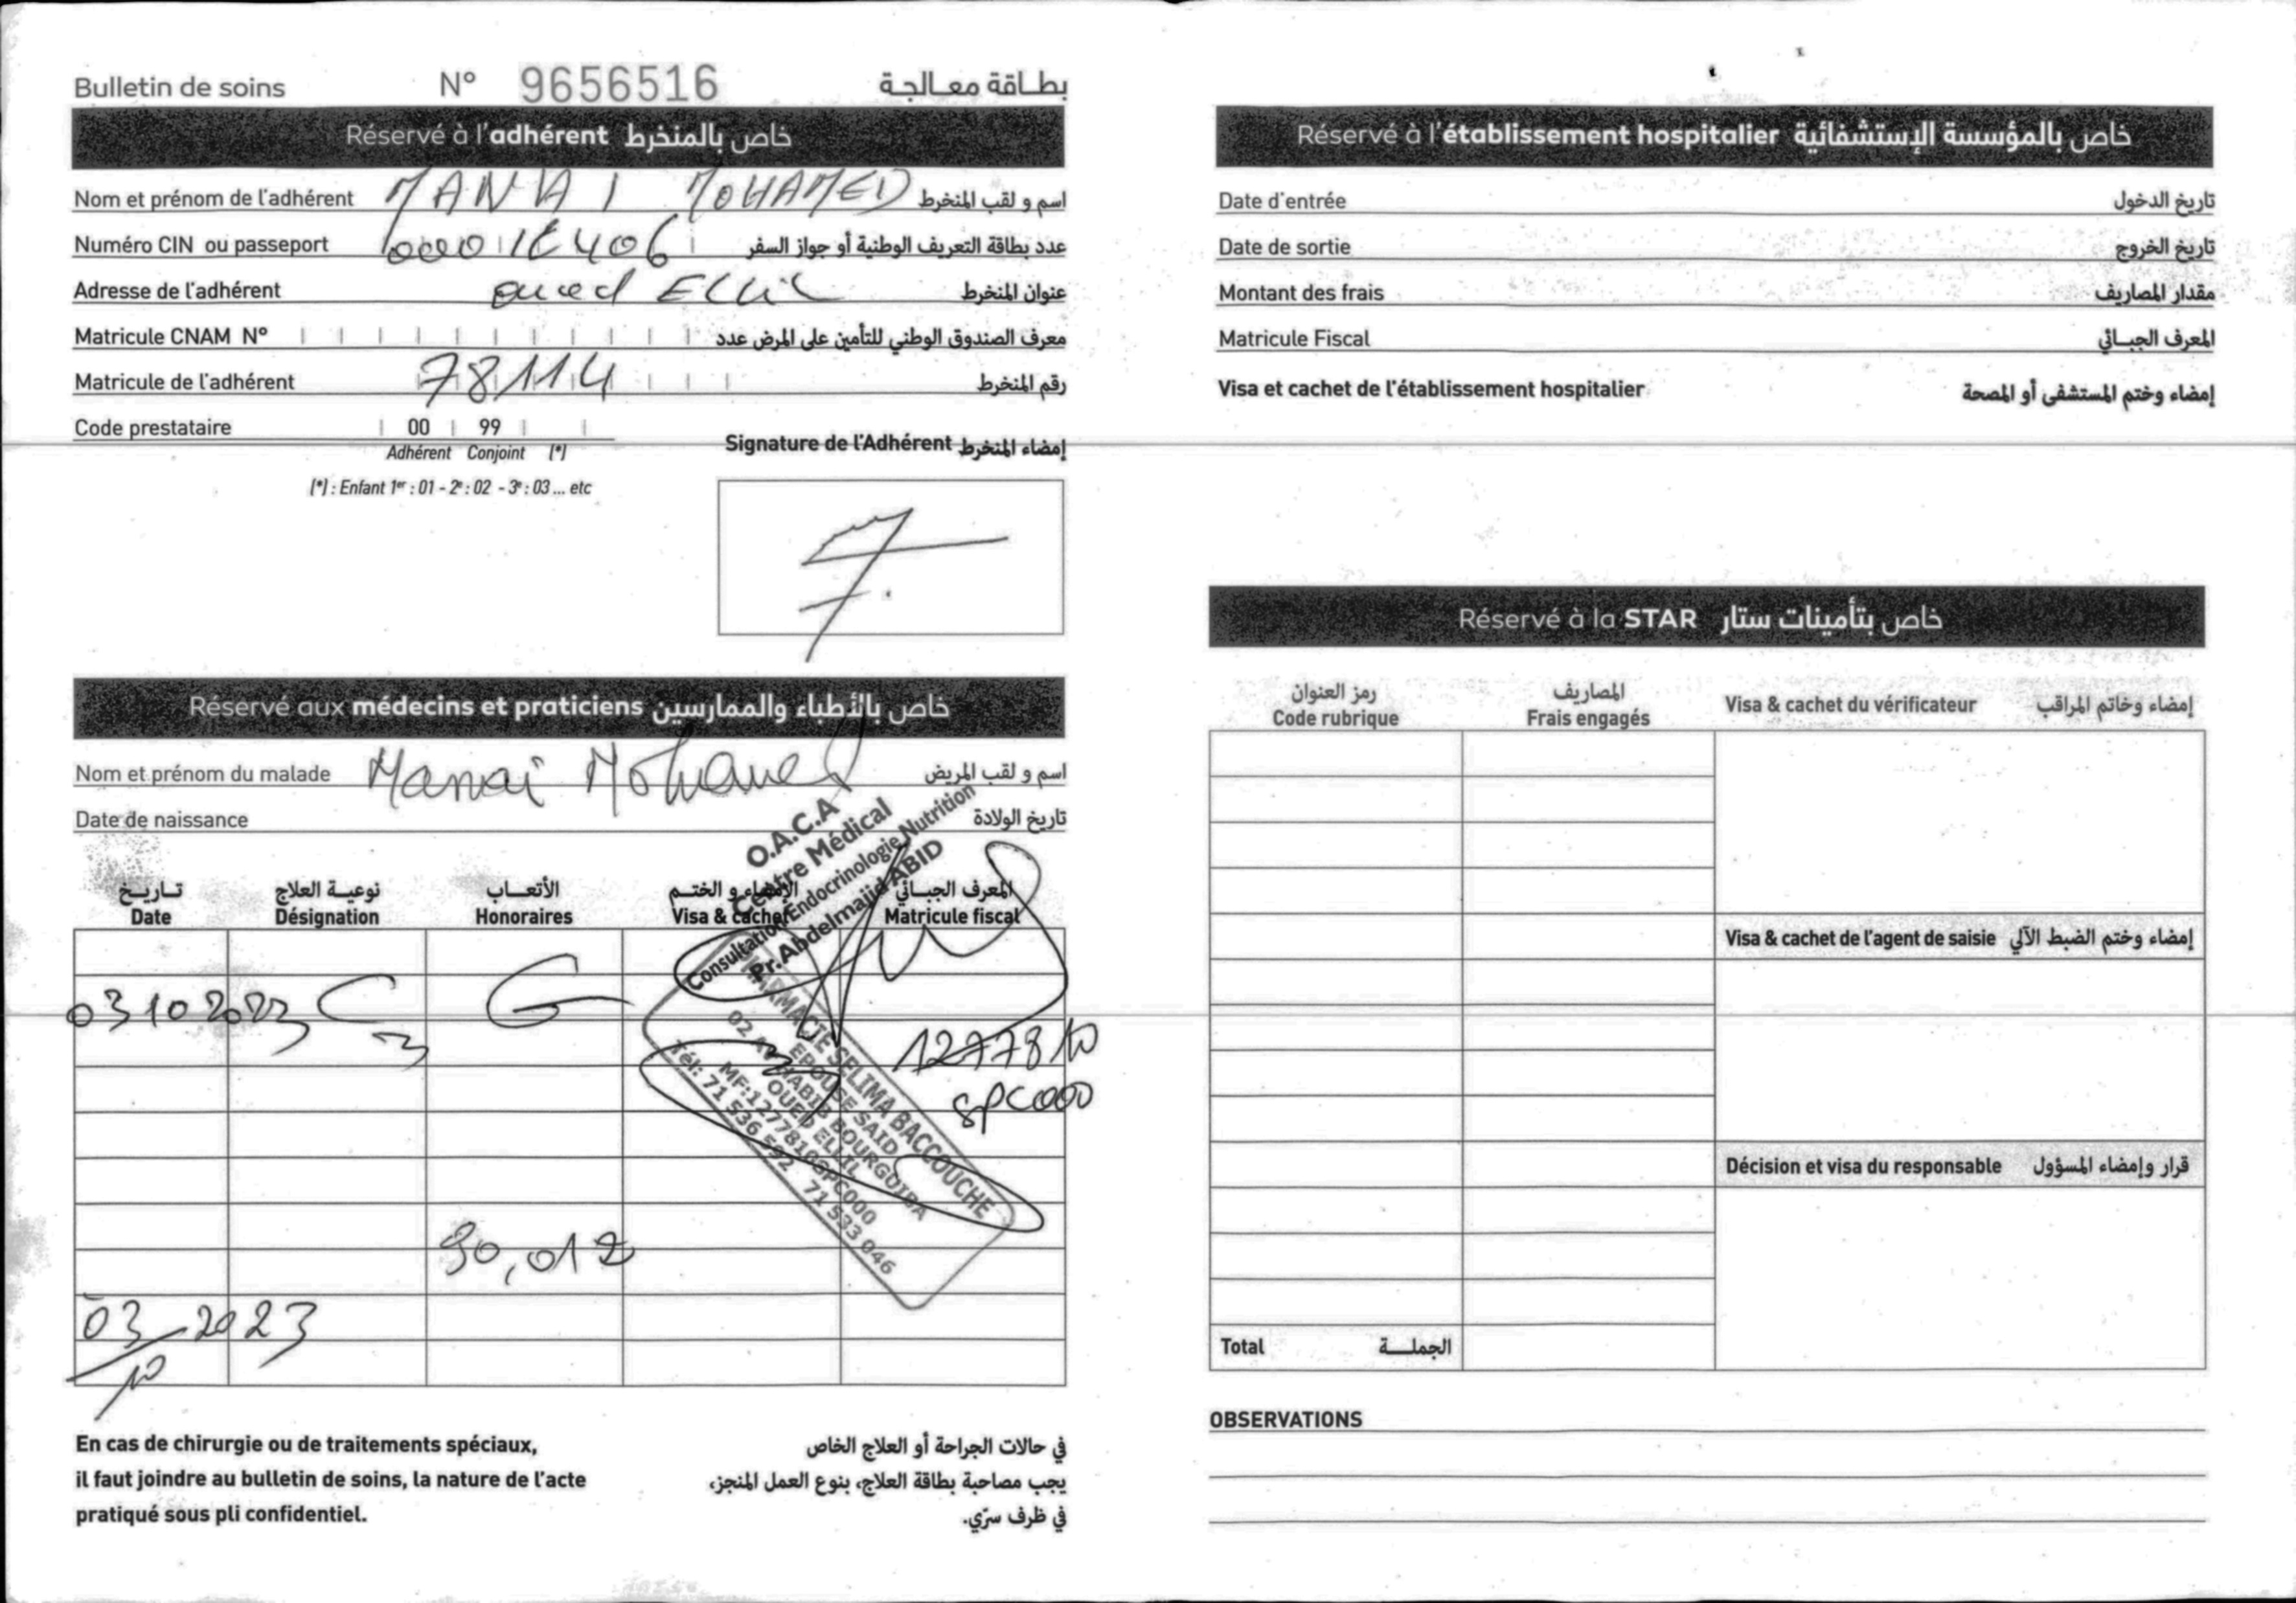 Bulletin de soins N° 9656516 بطاقة معالجة
Réservé à l'adhérent خاص بالمنخرط
Nom et prénom de l'adhérent MANAI MOHAMED اسم و لقب المنخرط
Numéro CIN ou passeport عدد بطاقة التعريف الوطنية أو جواز السفر
Adresse de l'adhérent oued Ellil عنوان المنخرط
Matricule CNAM N° معرف الصندوق الوطني للتأمين على المرض عدد
Matricule de l'adhérent 78114 رقم المنخرط
Code prestataire 00 99
Adhérent Conjoint (*)
(*) : Enfant 1er : 01 - 2e : 02 - 3e : 03 ... etc
Signature de l'Adhérent إمضاء المنخرط
Réservé aux médecins et praticiens خاص بالأطباء والممارسين
Nom et prénom du malade Manai Mohamed اسم و لقب المريض
Date de naissance تاريخ الولادة
O.A.C.A
Centre Médical
Consultation Endocrinologie Nutrition
Pr. Abdelmajid ABID
تاريخ نوعية العلاج الأتعاب الإمضاء و الختم المعرف الجبائي
Date Désignation Honoraires Visa & cachet Matricule fiscal
03 10 2023 C3 G
PHARMACIE SELIMA BACCOUCHE
EPOUSE SAID
02 AV HABIB BOURGUIBA
OUED ELLIL
MF:1277810GPC000
Tél: 71 536 592 71 533 046
1277810
GPC000
90,012
03/10 2023
En cas de chirurgie ou de traitements spéciaux,
il faut joindre au bulletin de soins, la nature de l'acte
pratiqué sous pli confidentiel.
في حالات الجراحة أو العلاج الخاص
يجب مصاحبة بطاقة العلاج، بنوع العمل المنجز،
في ظرف سرّي.
Réservé à l'établissement hospitalier خاص بالمؤسسة الإستشفائية
Date d'entrée تاريخ الدخول
Date de sortie تاريخ الخروج
Montant des frais مقدار المصاريف
Matricule Fiscal المعرف الجبائي
Visa et cachet de l'établissement hospitalier إمضاء وختم المستشفى أو المصحة
Réservé à la STAR خاص بتأمينات ستار
رمز العنوان المصاريف
Code rubrique Frais engagés Visa & cachet du vérificateur إمضاء وخاتم المراقب
Visa & cachet de l'agent de saisie إمضاء وختم الضبط الآلي
Décision et visa du responsable قرار وإمضاء المسؤول
Total الجملة
OBSERVATIONS